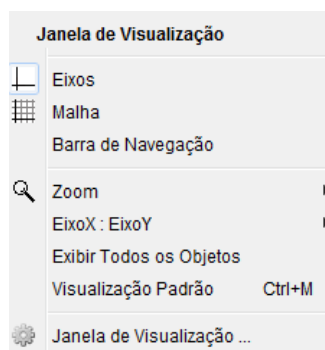 Janela de Visualização
Eixos
Malha
Barra de Navegação
Zoom
EixoX : EixoY
Exibir Todos os Objetos
Visualização Padrão Ctrl+M
Janela de Visualização ...